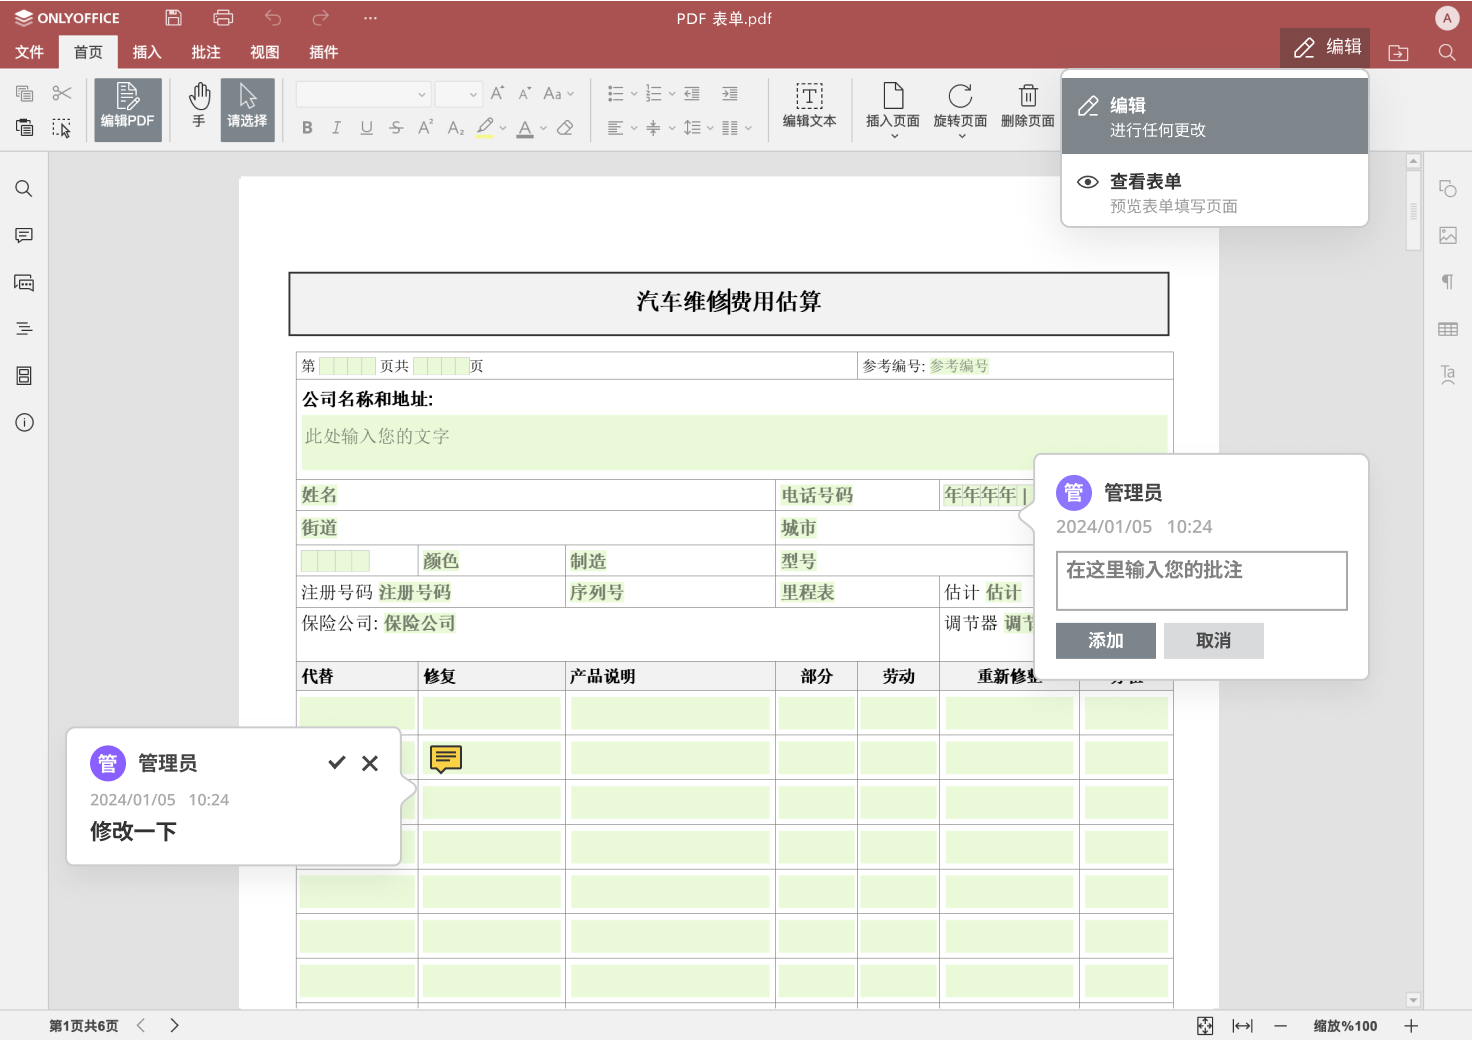 ONLYOFFICE
PDF 表单.pdf
A
文件 首页 插入 批注 视图 插件
编辑
编辑PDF 手 请选择
编辑文本 插入页面 旋转页面 删除页面
编辑
进行任何更改
查看表单
预览表单填写页面
汽车维修费用估算
第 页共 页 参考编号: 参考编号
公司名称和地址:
此处输入您的文字
姓名 电话号码 年年年年 |
街道 城市
颜色 制造 型号
注册号码 注册号码 序列号 里程表 估计 估计
保险公司: 保险公司 调节器 调节
代替 修复 产品说明 部分 劳动 重新修整
管 管理员
2024/01/05 10:24
在这里输入您的批注
添加 取消
管 管理员
2024/01/05 10:24
修改一下
第1页共6页 缩放%100